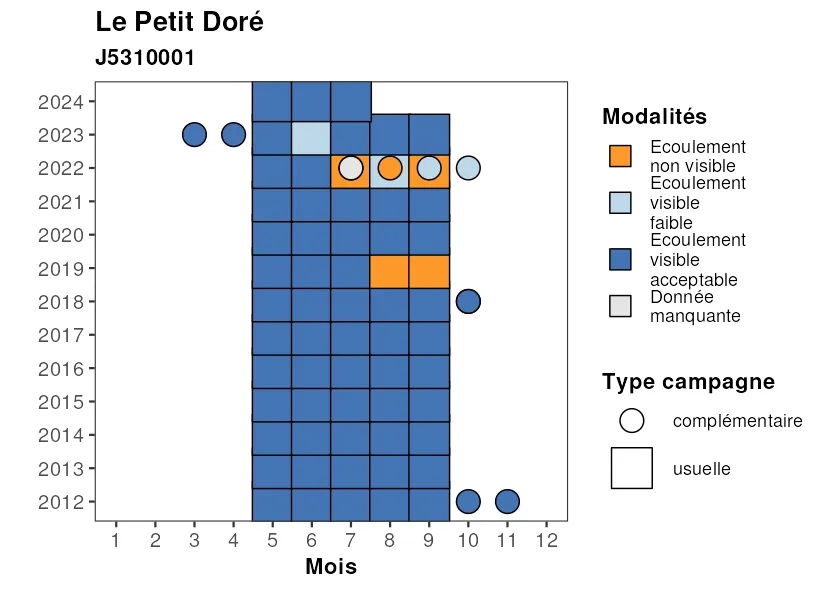 Le Petit Doré
J5310001
2024
2023
2022
2021
2020
2019
2018
2017
2016
2015
2014
2013
2012
1 2 3 4 5 6 7 8 9 10 11 12
Mois
Modalités
Ecoulement
non visible
Ecoulement
visible
faible
Ecoulement
visible
acceptable
Donnée
manquante
Type campagne
complémentaire
usuelle